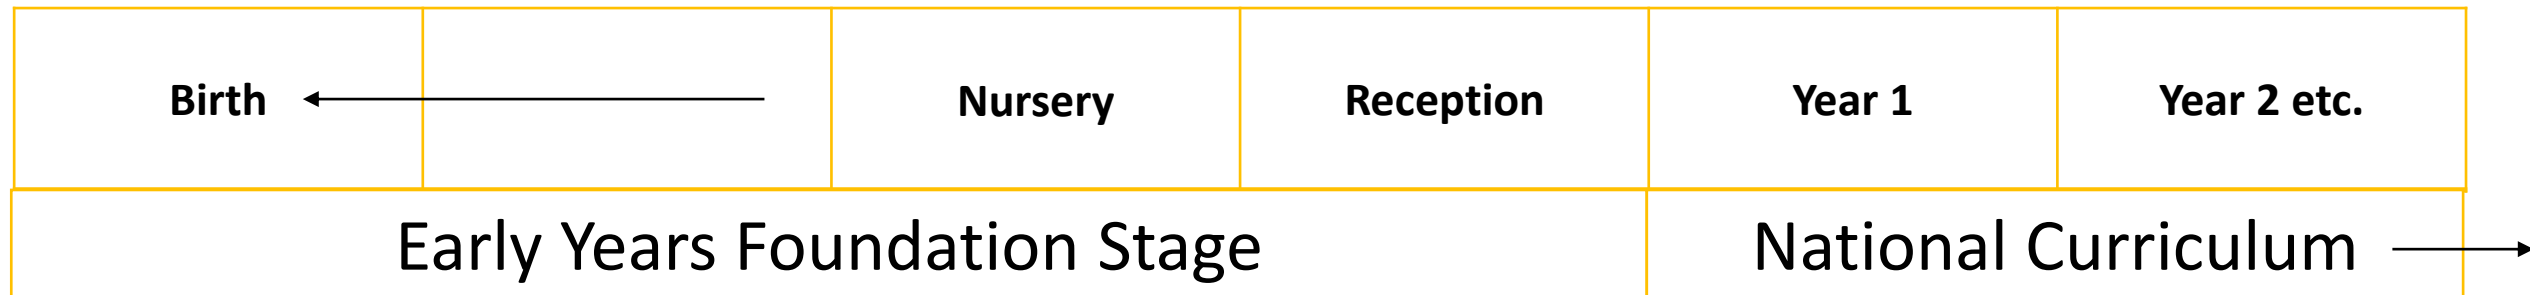 Birth Nursery Reception Year 1 Year 2 etc.
Early Years Foundation Stage National Curriculum